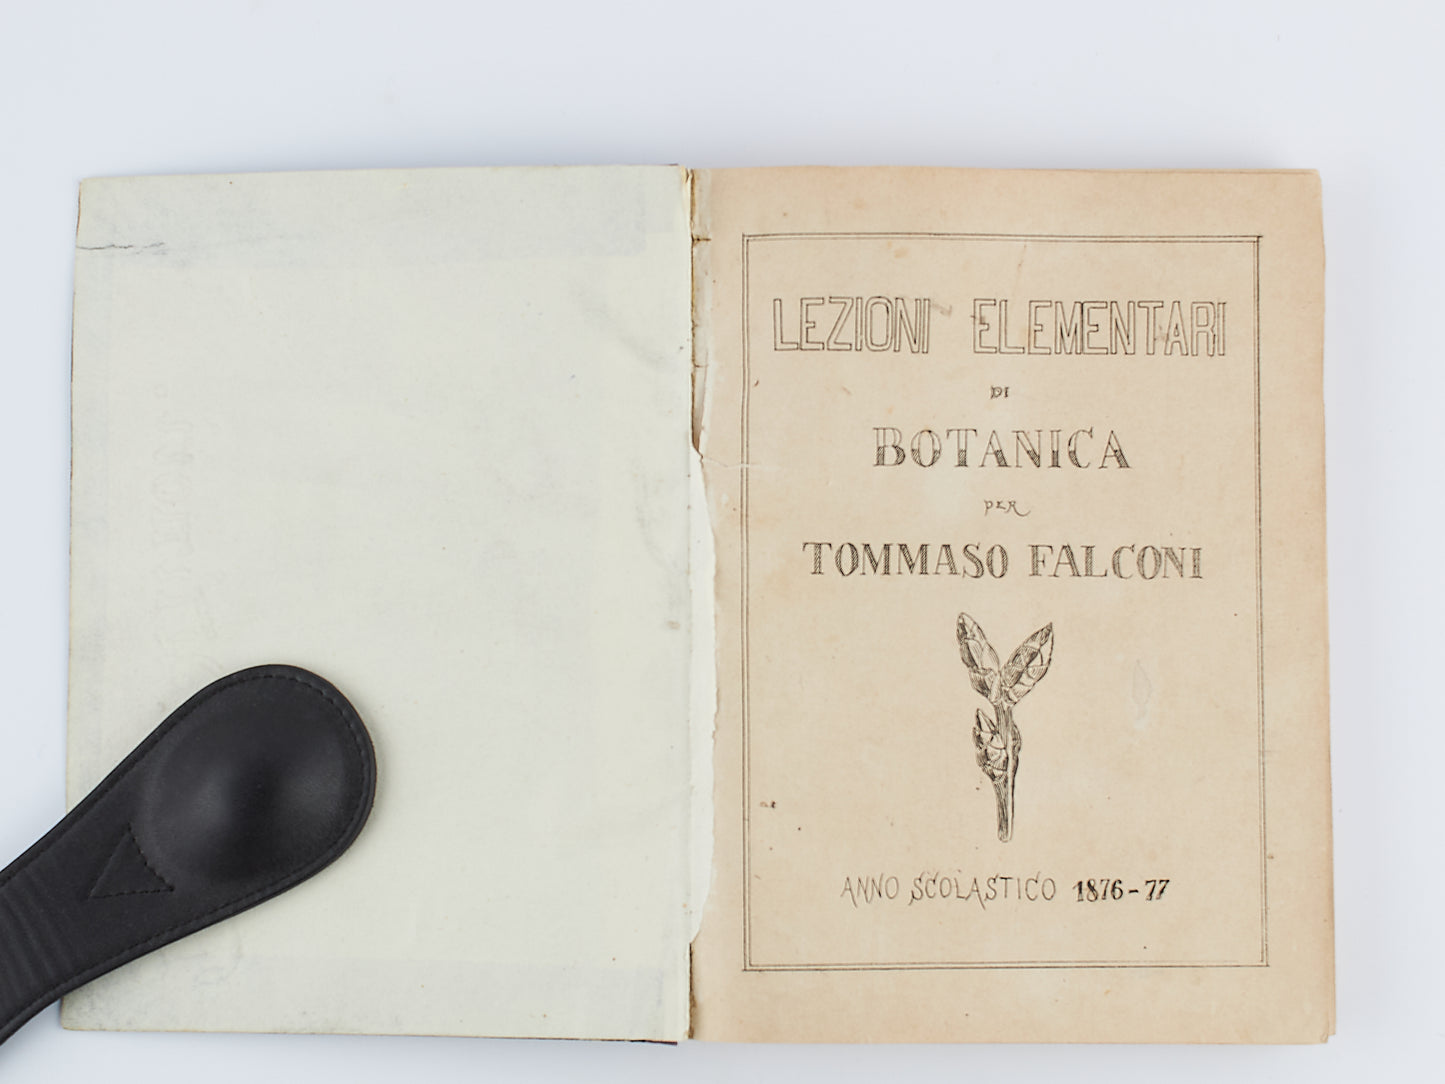 LEZIONI ELEMENTARI
DI
BOTANICA
PER
TOMMASO FALCONI
ANNO SCOLASTICO 1876-77